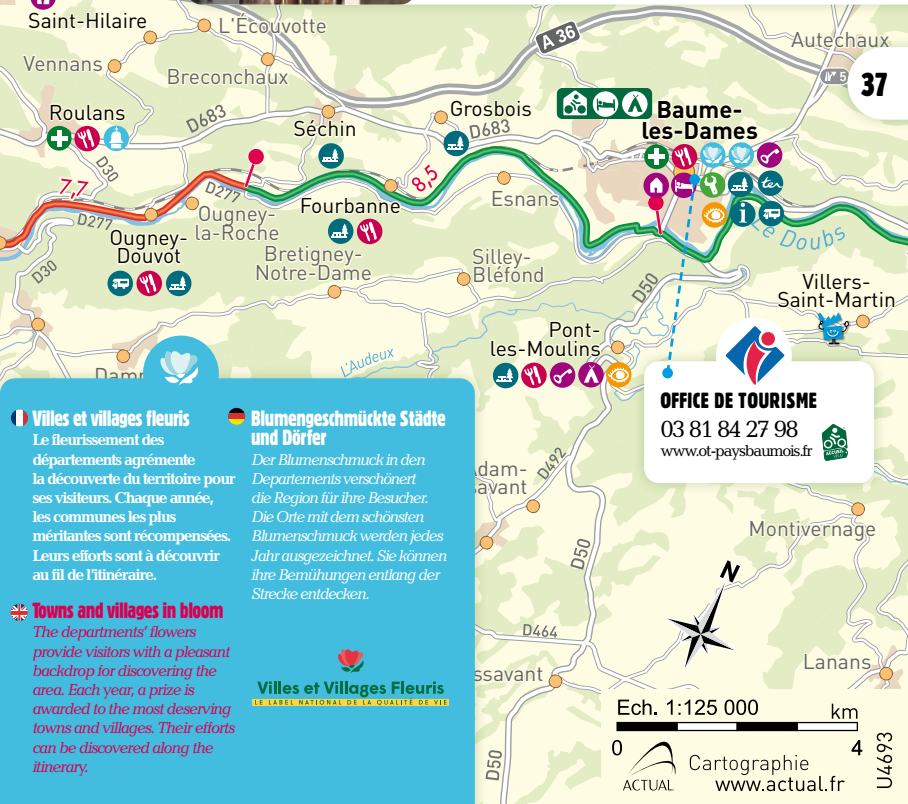 Saint-Hilaire
L'Écouvotte
A 36
Autechaux
Vennans
Breconchaux
5
37
Roulans
D683
Séchin
Grosbois
D683
Baume-
les-Dames
D30
7,7
D277
8,5
Esnans
ter
D277
Ougney-
la-Roche
Fourbanne
Le Doubs
Ougney-
Douvot
Bretigney-
Notre-Dame
Silley-
Bléfond
D30
D50
Villers-
Saint-Martin
Pont-
les-Moulins
L'Audeux
Damp
OFFICE DE TOURISME
03 81 84 27 98
www.ot-paysbaumois.fr
ACCUEIL
Villes et villages fleuris
Le fleurissement des
départements agrémente
la découverte du territoire pour
ses visiteurs. Chaque année,
les communes les plus
méritantes sont récompensées.
Leurs efforts sont à découvrir
au fil de l'itinéraire.
Towns and villages in bloom
The departments' flowers
provide visitors with a pleasant
backdrop for discovering the
area. Each year, a prize is
awarded to the most deserving
towns and villages. Their efforts
can be discovered along the
itinerary.
Blumengeschmückte Städte
und Dörfer
Der Blumenschmuck in den
Departements verschönert
die Region für ihre Besucher.
Die Orte mit dem schönsten
Blumenschmuck werden jedes
Jahr ausgezeichnet. Sie können
ihre Bemühungen entlang der
Strecke entdecken.
Villes et Villages Fleuris
LE LABEL NATIONAL DE LA QUALITÉ DE VIE
Adam-
savant
D492
D50
Montivernage
N
D464
ssavant
Lanans
D50
Ech. 1:125 000
km
0
4
ACTUAL
Cartographie
www.actual.fr
U4693